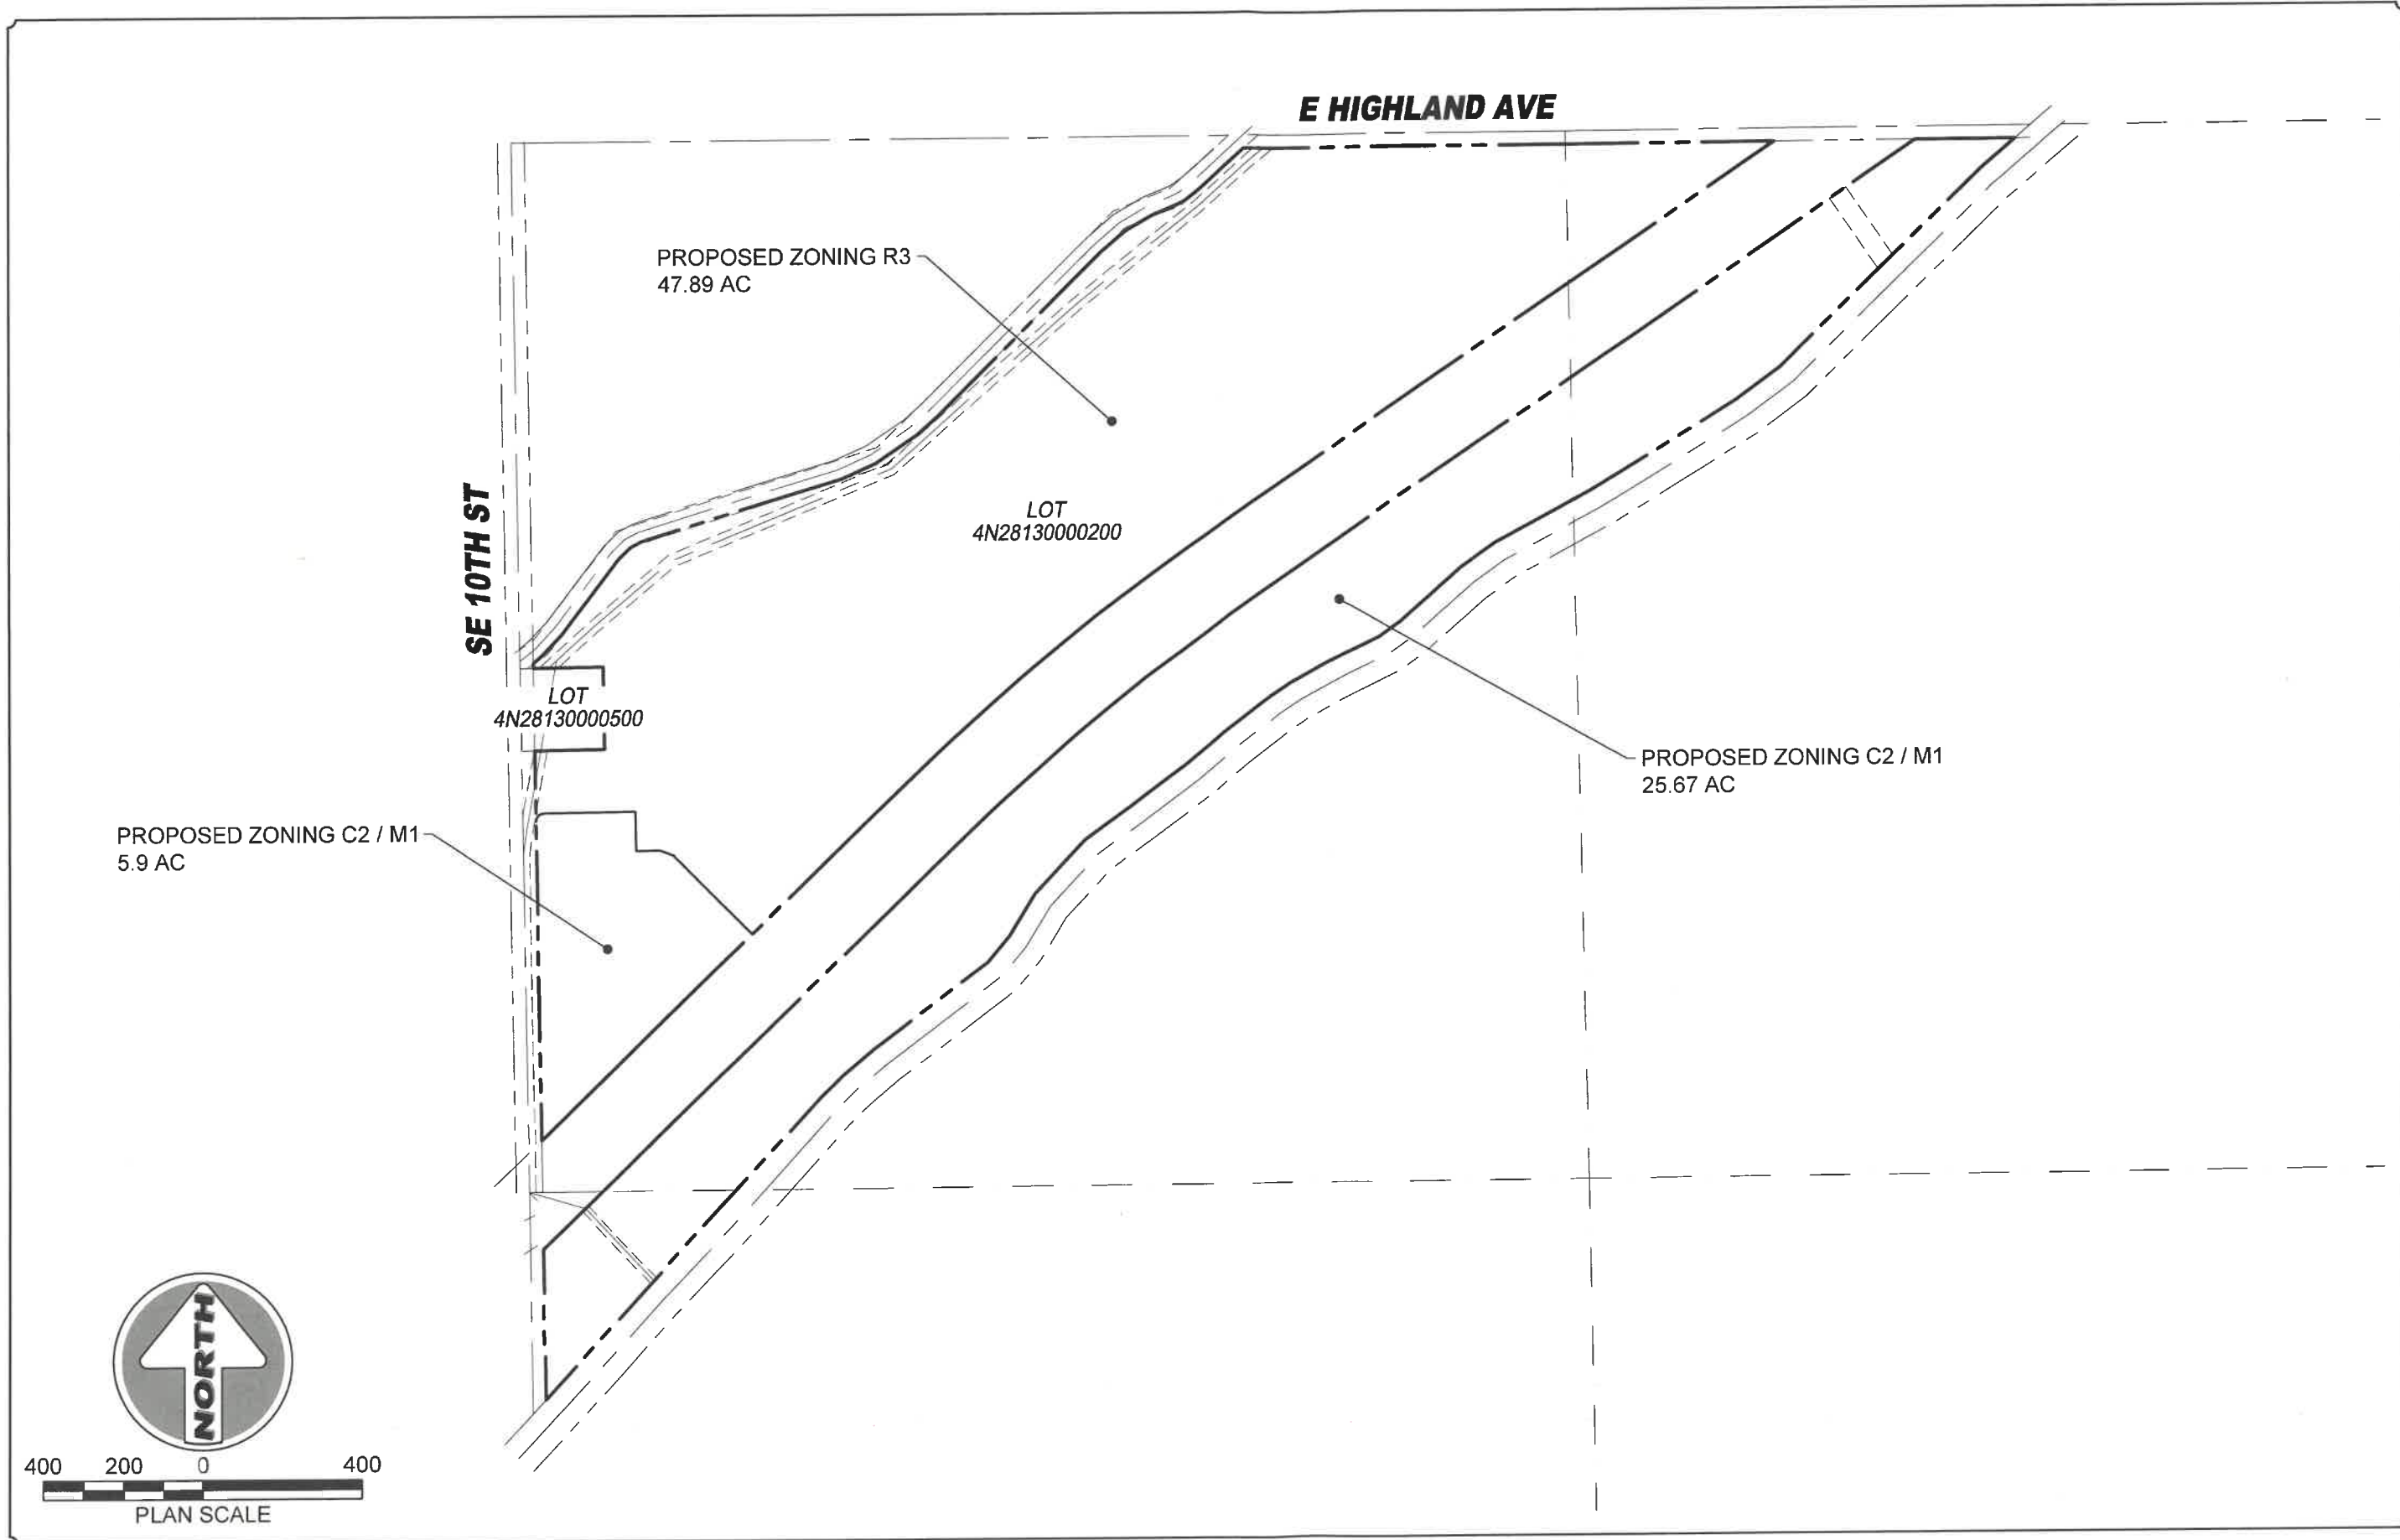 E HIGHLAND AVE
PROPOSED ZONING R3
47.89 AC
SE 10TH ST
LOT
4N28130000200
LOT
4N28130000500
PROPOSED ZONING C2 / M1
25.67 AC
PROPOSED ZONING C2 / M1
5.9 AC
NORTH
400 200 0 400
PLAN SCALE